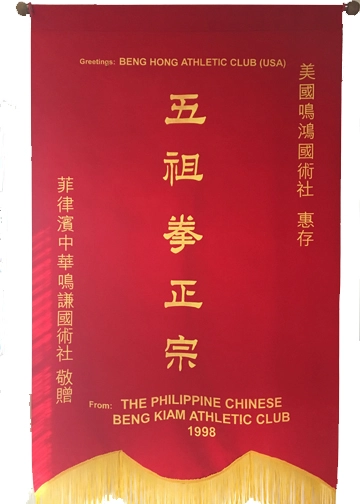 Greetings: BENG HONG ATHLETIC CLUB (USA)
美國鳴鴻國術社 惠存
五祖拳正宗
菲律濱中華鳴謙國術社 敬贈
From: THE PHILIPPINE CHINESE
BENG KIAM ATHLETIC CLUB
1998